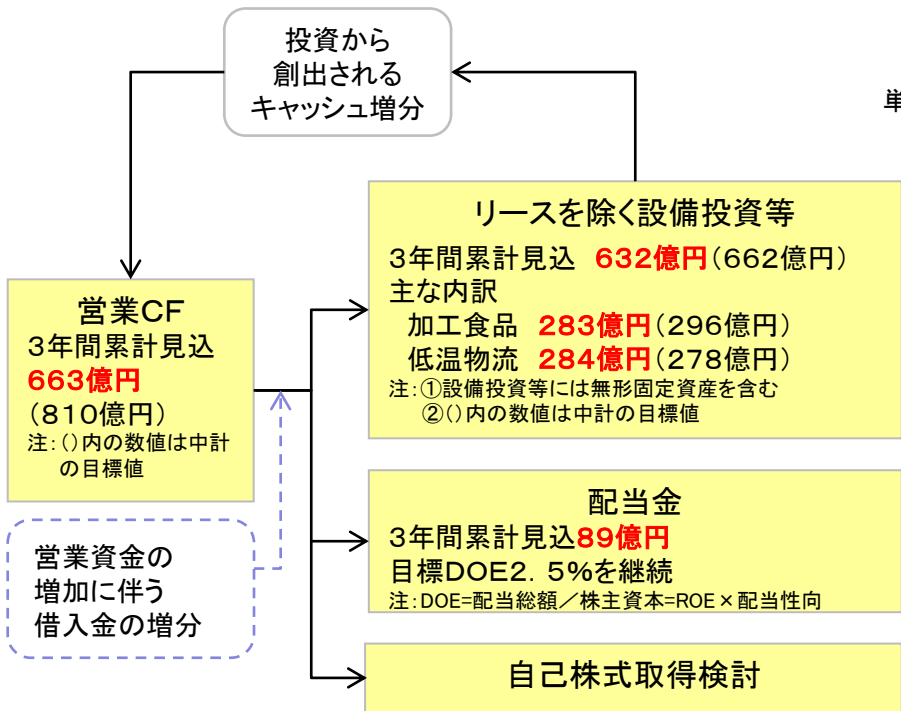 投資から
創出される
キャッシュ増分
単
リースを除く設備投資等
3年間累計見込 632億円(662億円)
主な内訳
加工食品 283億円(296億円)
低温物流 284億円(278億円)
注:①設備投資等には無形固定資産を含む
②()内の数値は中計の目標値
営業CF
3年間累計見込
663億円
(810億円)
注:()内の数値は中計
の目標値
営業資金の
増加に伴う
借入金の増分
配当金
3年間累計見込89億円
目標DOE2.5%を継続
注:DOE=配当総額/株主資本=ROE×配当性向
自己株式取得検討